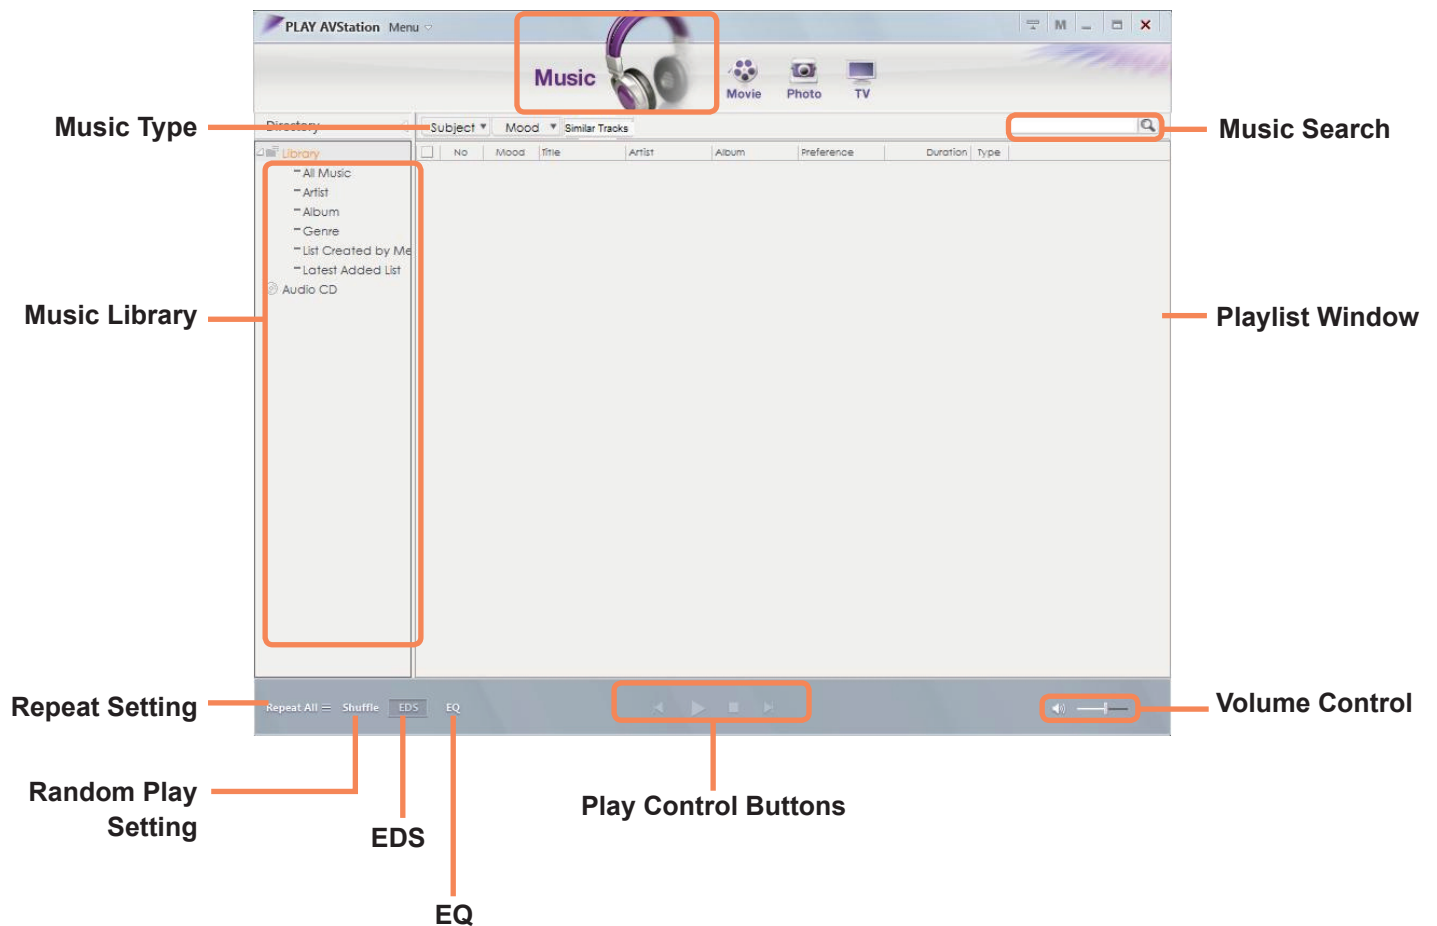 PLAY AVStation Menu
M
Music
Movie Photo TV
Music Type
Directory
Subject Mood Similar Tracks
Music Search
Library
No Mood Title Artist Album Preference Duration Type
All Music
Artist
Album
Genre
List Created by Me
Latest Added List
Audio CD
Music Library
Playlist Window
Repeat Setting
Repeat All Shuffle EDS EQ
Volume Control
Random Play
Setting
Play Control Buttons
EDS
EQ